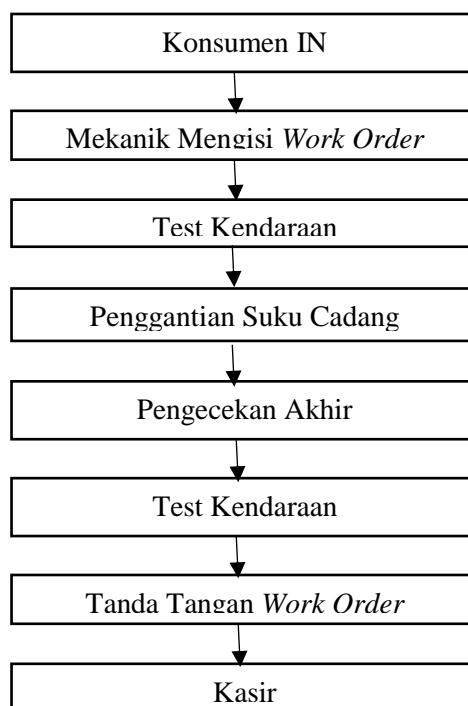 Konsumen IN
Mekanik Mengisi Work Order
Test Kendaraan
Penggantian Suku Cadang
Pengecekan Akhir
Test Kendaraan
Tanda Tangan Work Order
Kasir